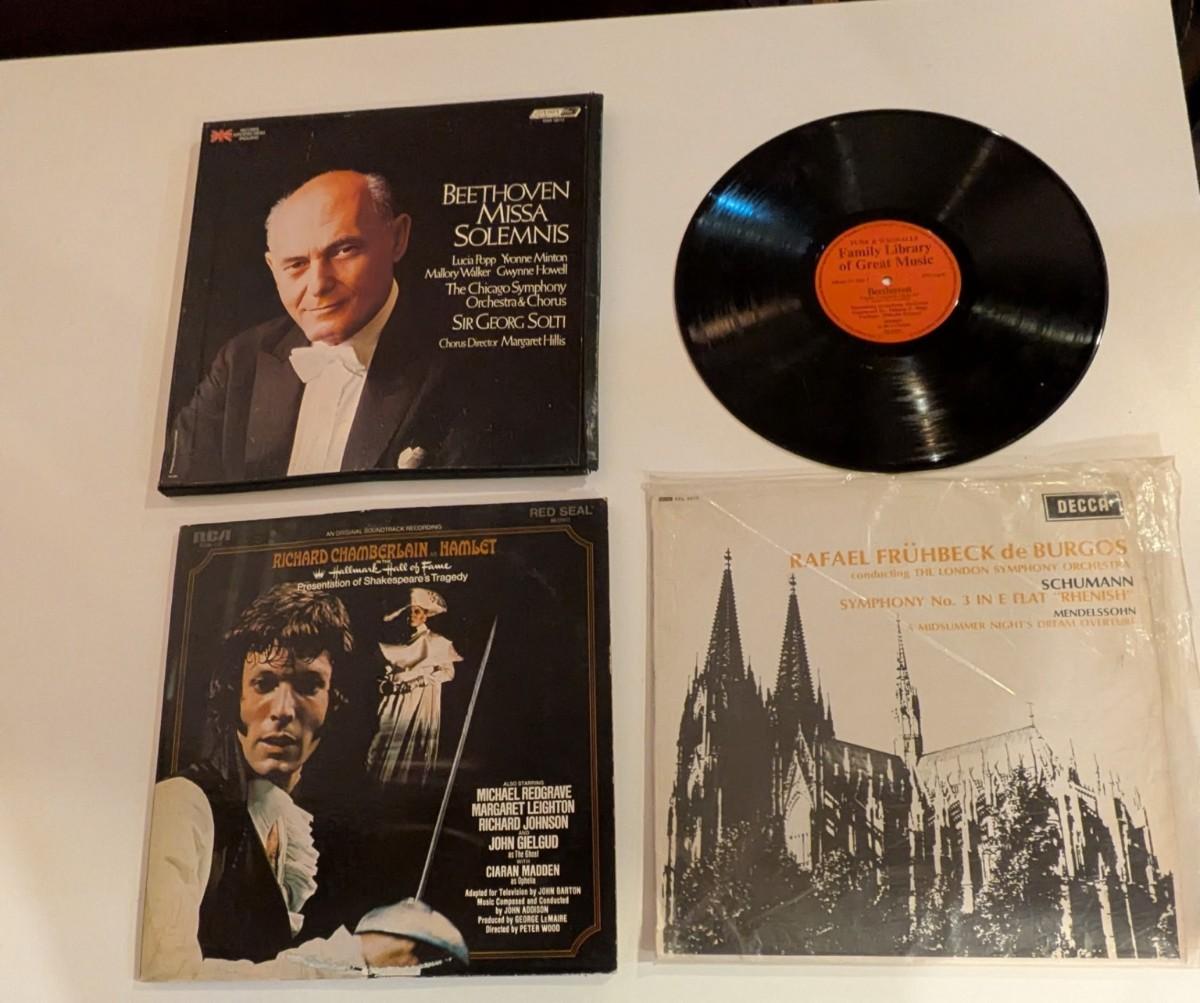 BEETHOVEN
MISSA
SOLEMNIS
Lucia Popp Yvonne Minton
Mallory Walker Gwynne Howell
The Chicago Symphony
Orchestra & Chorus
SIR GEORG SOLTI
Chorus Director Margaret Hillis
FUNK & WAGNALLS
Family Library
of Great Music
Beethoven
RCA
RED SEAL
AN ORIGINAL SOUNDTRACK RECORDING
RICHARD CHAMBERLAIN in HAMLET
Hallmark Hall of Fame
Presentation of Shakespeare's Tragedy
ALSO STARRING
MICHAEL REDGRAVE
MARGARET LEIGHTON
RICHARD JOHNSON
AND
JOHN GIELGUD
as The Ghost
WITH
CIARAN MADDEN
as Ophelia
Adapted for Television by JOHN BARTON
Music Composed and Conducted
by JOHN ADDISON
Produced by GEORGE LeMAIRE
Directed by PETER WOOD
DECCA
RAFAEL FRÜHBECK de BURGOS
conducting THE LONDON SYMPHONY ORCHESTRA
SCHUMANN
SYMPHONY No. 3 IN E FLAT "RHENISH"
MENDELSSOHN
A MIDSUMMER NIGHT'S DREAM OVERTURE